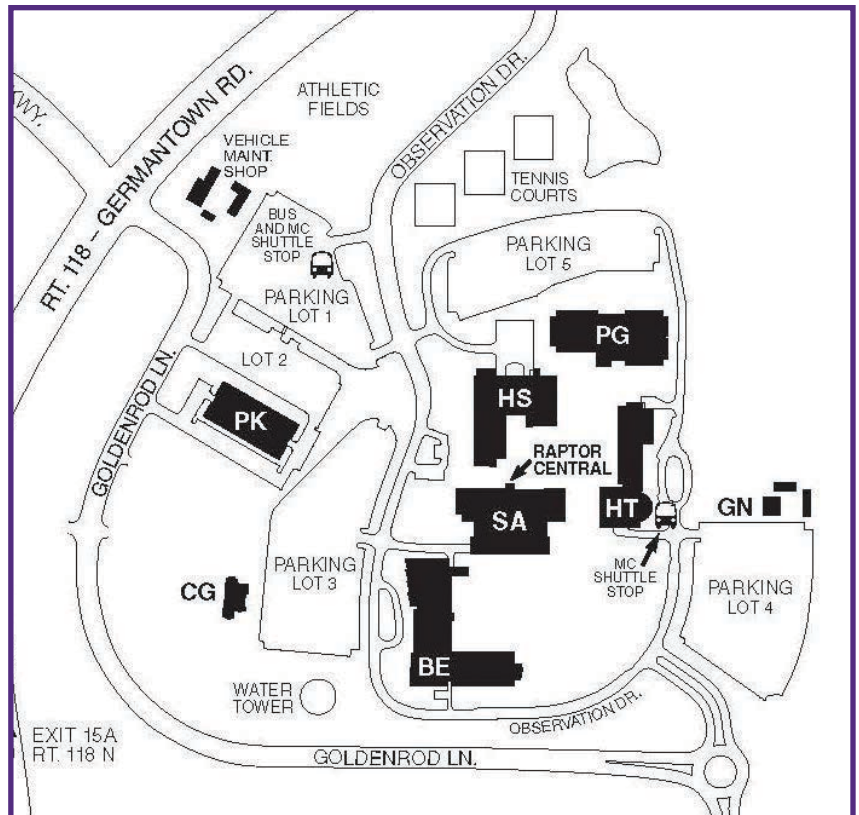 KWY.
RT. 118 – GERMANTOWN RD.
ATHLETIC
FIELDS
OBSERVATION DR.
VEHICLE
MAINT.
SHOP
TENNIS
COURTS
BUS
AND MC
SHUTTLE
STOP
PARKING
LOT 5
PARKING
LOT 1
PG
LOT 2
HS
GOLDENROD LN.
PK
RAPTOR
CENTRAL
SA
HT
GN
MC
SHUTTLE
STOP
PARKING
LOT 3
PARKING
LOT 4
CG
BE
WATER
TOWER
OBSERVATION DR.
EXIT 15A
RT. 118 N
GOLDENROD LN.